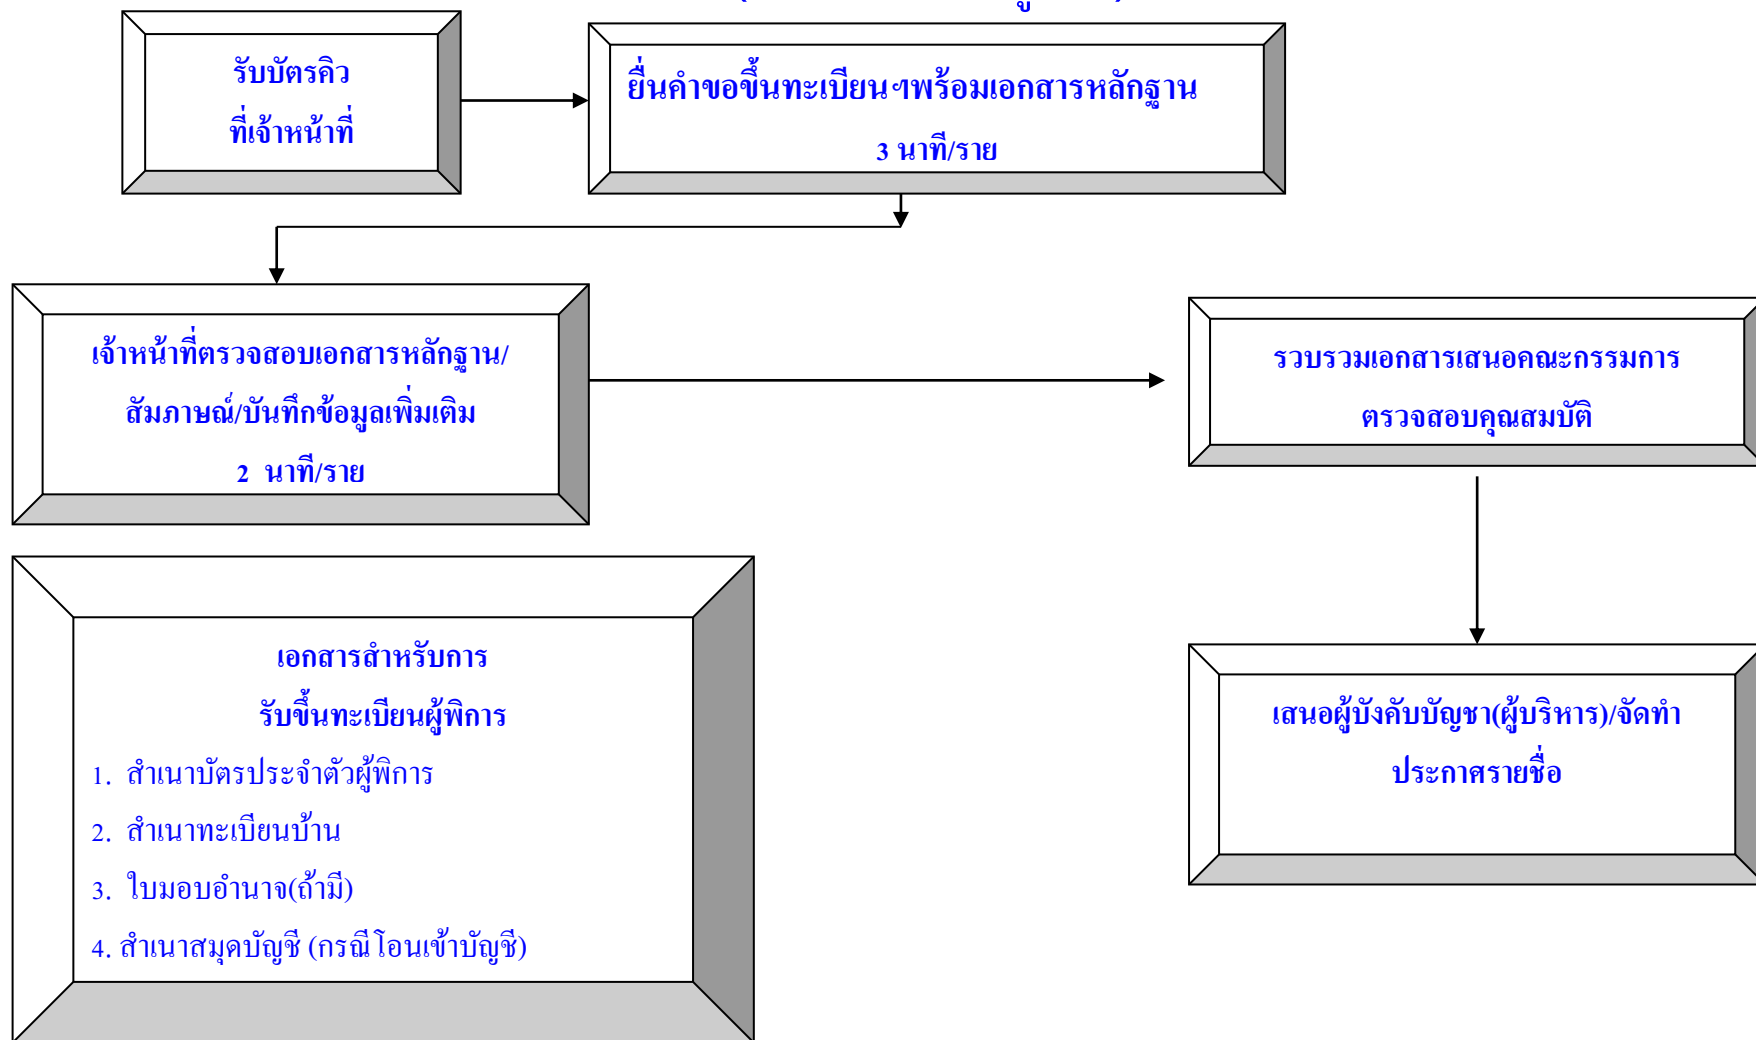 รับบัตรคิว
ที่เจ้าหน้าที่
ยื่นคำขอขึ้นทะเบียนฯพร้อมเอกสารหลักฐาน
3 นาที/ราย
เจ้าหน้าที่ตรวจสอบเอกสารหลักฐาน/
สัมภาษณ์/บันทึกข้อมูลเพิ่มเติม
2 นาที/ราย
รวบรวมเอกสารเสนอคณะกรรมการ
ตรวจสอบคุณสมบัติ
เสนอผู้บังคับบัญชา(ผู้บริหาร)/จัดทำ
ประกาศรายชื่อ
เอกสารสำหรับการ
รับขึ้นทะเบียนผู้พิการ
1. สำเนาบัตรประจำตัวผู้พิการ
2. สำเนาทะเบียนบ้าน
3. ใบมอบอำนาจ(ถ้ามี)
4. สำเนาสมุดบัญชี (กรณีโอนเข้าบัญชี)